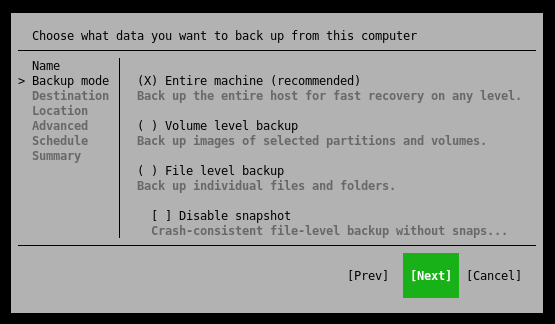 Choose what data you want to back up from this computer
Name
> Backup mode
Destination
Location
Advanced
Schedule
Summary
(X) Entire machine (recommended)
Back up the entire host for fast recovery on any level.
( ) Volume level backup
Back up images of selected partitions and volumes.
( ) File level backup
Back up individual files and folders.
[ ] Disable snapshot
Crash-consistent file-level backup without snaps...
[Prev] [Next] [Cancel]